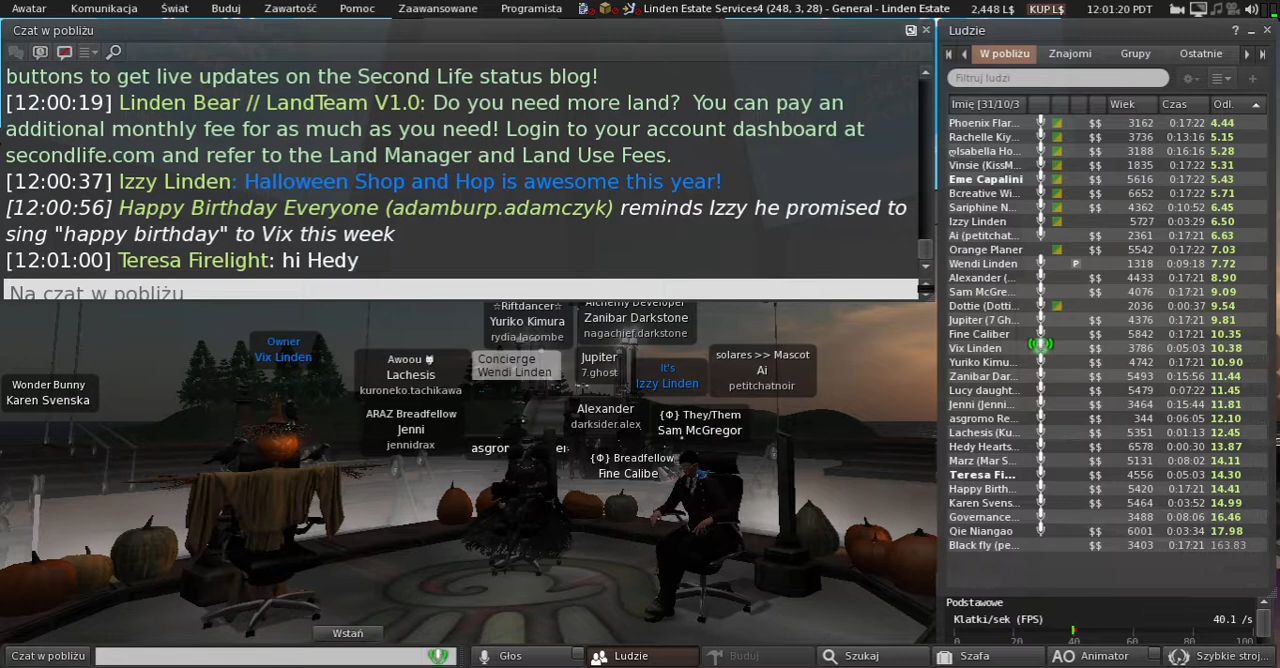 Avatar Komunikacja Świat Buduj Zawartość Pomoc Zaawansowane Programista Linden Estate Services4 (248, 3, 28) - General - Linden Estate 2,448 L$ KUP L$ 12:01:20 PDT
Czat w pobliżu
buttons to get live updates on the Second Life status blog!
[12:00:19] Linden Bear // LandTeam V1.0: Do you need more land?  You can pay an
additional monthly fee for as much as you need! Login to your account dashboard at
secondlife.com and refer to the Land Manager and Land Use Fees.
[12:00:37] Izzy Linden: Halloween Shop and Hop is awesome this year!
[12:00:56] Happy Birthday Everyone (adamburp.adamczyk) reminds Izzy he promised to
sing "happy birthday" to Vix this week
[12:01:00] Teresa Firelight: hi Hedy
Na czat w pobliżu
☆Riftdancer☆
Yuriko Kimura
rydia.lacombe
Alchemy Developer
Zanibar Darkstone
nagachief.darkstone
Owner
Vix Linden
Awoou
Lachesis
kuroneko.tachikawa
Concierge
Wendi Linden
Jupiter
7.ghost
It's
Izzy Linden
solares >> Mascot
Ai
petitchatnoir
Wonder Bunny
Karen Svenska
ARAZ Breadfellow
Jenni
jennidrax
Alexander
darksider.alex
{Φ} They/Them
Sam McGregor
asgromo
{Φ} Breadfellow
Fine Calibe
Wstań
Czat w pobliżu Głos Ludzie Buduj Szukaj Szafa AO Animator Szybkie stroj...
Ludzie
W pobliżu Znajomi Grupy Ostatnie
Filtruj ludzi
Imię [31/10/3 Wiek Czas Odl.
Phoenix Flar... $$ 3162 0:17:22 4.44
Rachelle Kiy... $$ 3736 0:13:16 5.15
ღIsabella Ho... $$ 3188 0:16:16 5.28
Vinsie (KissM... $$ 1835 0:17:22 5.31
Eme Capalini $$ 5616 0:17:22 5.43
Bcreative Wi... $$ 6652 0:17:22 5.71
Sariphine N... $$ 4362 0:10:52 6.45
Izzy Linden 5727 0:03:29 6.50
Ai (petitchat... $$ 2361 0:17:21 6.63
Orange Planer $$ 5542 0:17:22 7.03
Wendi Linden P 1318 0:09:18 7.72
Alexander (... $$ 4433 0:17:21 8.90
Sam McGre... $$ 4076 0:17:21 9.09
Dottie (Dotti... 2036 0:00:37 9.54
Jupiter (7 Gh... $$ 4376 0:17:21 9.81
Fine Caliber $$ 5842 0:17:21 10.35
Vix Linden $$ 3786 0:05:03 10.38
Yuriko Kimu... $$ 4742 0:17:21 10.90
Zanibar Dar... $$ 5493 0:15:56 11.44
Lucy daught... $$ 5479 0:07:22 11.45
Jenni (Jenni... $$ 3464 0:15:44 11.81
asgromo Re... $$ 344 0:06:05 12.10
Lachesis (Ku... $$ 5351 0:01:13 12.45
Hedy Hearts... $$ 6578 0:00:30 13.87
Marz (Mar S... $$ 5131 0:08:02 14.11
Teresa Fi... $$ 4556 0:05:03 14.30
Happy Birth... $$ 5420 0:17:21 14.41
Karen Svens... $$ 5464 0:03:52 14.99
Governance... 3488 0:08:06 16.46
Qie Niangao $$ 6001 0:03:34 17.98
Black fly (pe... $$ 3403 0:17:21 163.83
Podstawowe
Klatki/sek (FPS) 40.1 /s
0 20 40 60 80 100